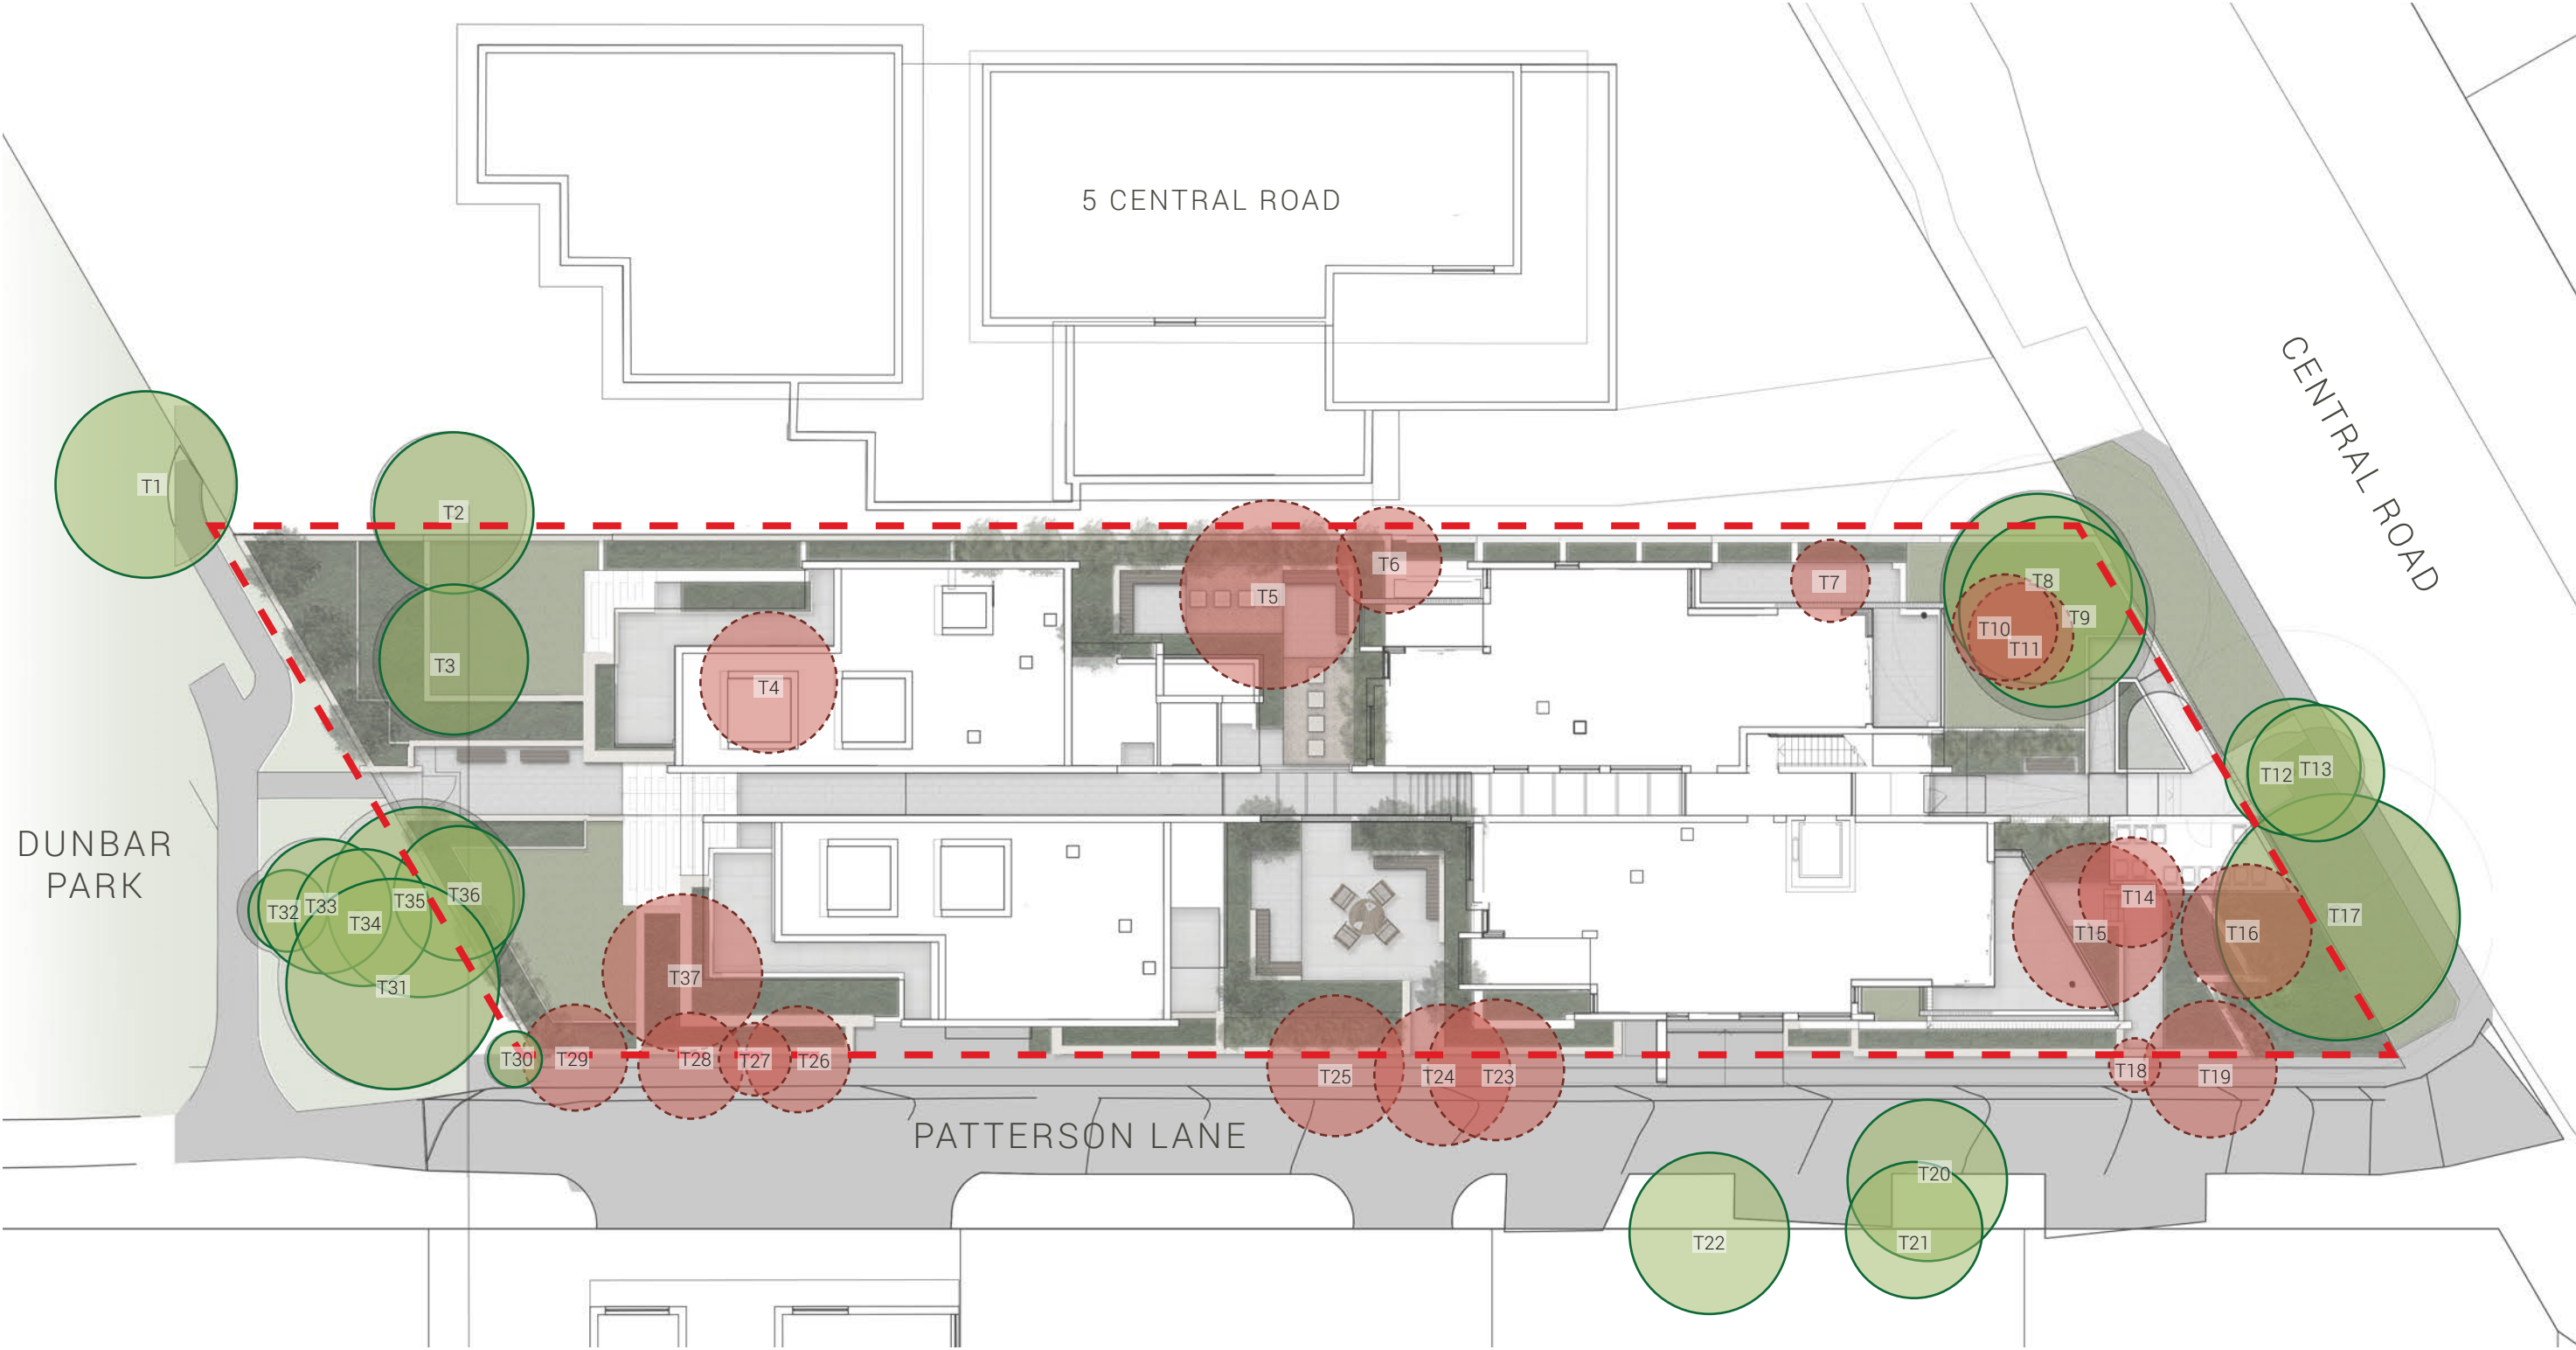 5 CENTRAL ROAD
CENTRAL ROAD
T1
T2
T3
T4
T5
T6
T7
T8
T9
T10
T11
T12
T13
T14
T15
T16
T17
T18
T19
T20
T21
T22
T23
T24
T25
T26
T27
T28
T29
T30
T31
T32
T33
T34
T35
T36
T37
DUNBAR
PARK
PATTERSON LANE